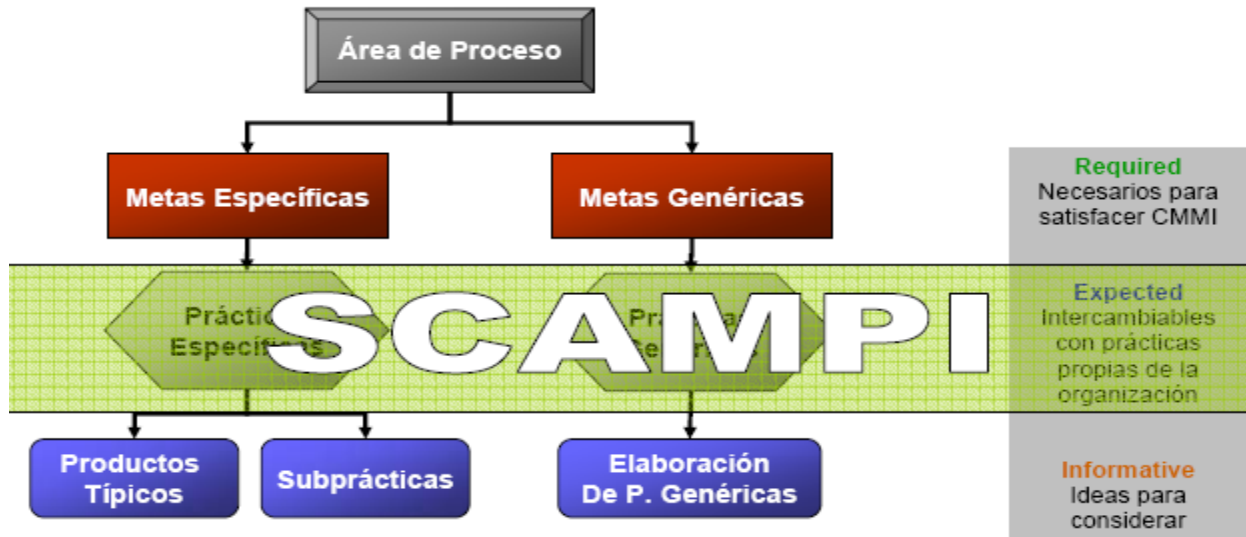 Área de Proceso
Metas Específicas
Metas Genéricas
Required
Necesarios para
satisfacer CMMI
SCAMPI
Específicas
Expected
Intercambiables
con prácticas
propias de la
organización
Productos
Típicos
Subprácticas
Elaboración
De P. Genéricas
Informative
Ideas para
considerar